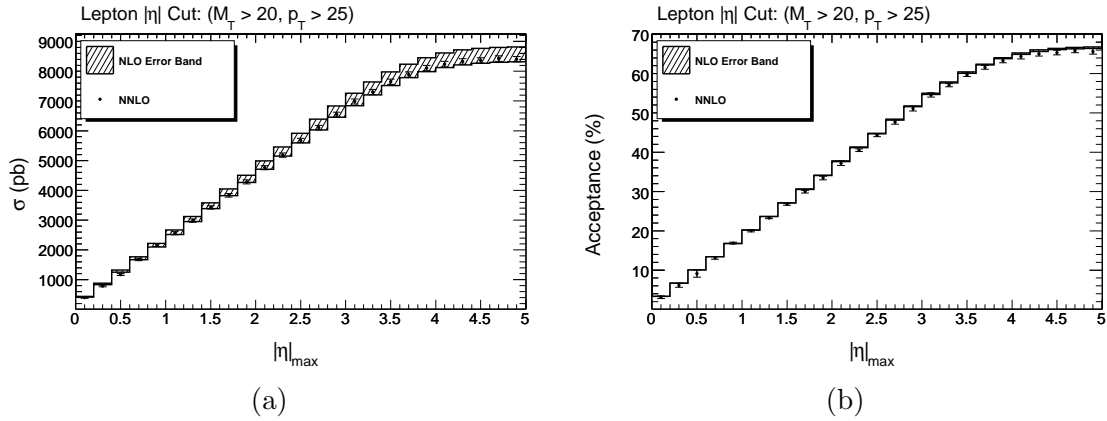 Lepton |η| Cut: (M_T > 20, p_T > 25)
σ (pb)
9000
8000
7000
6000
5000
4000
3000
2000
1000
NLO Error Band
NNLO
0 0.5 1 1.5 2 2.5 3 3.5 4 4.5 5
|η|_max
(a)
Lepton |η| Cut: (M_T > 20, p_T > 25)
Acceptance (%)
70
60
50
40
30
20
10
0
NLO Error Band
NNLO
0 0.5 1 1.5 2 2.5 3 3.5 4 4.5 5
|η|_max
(b)